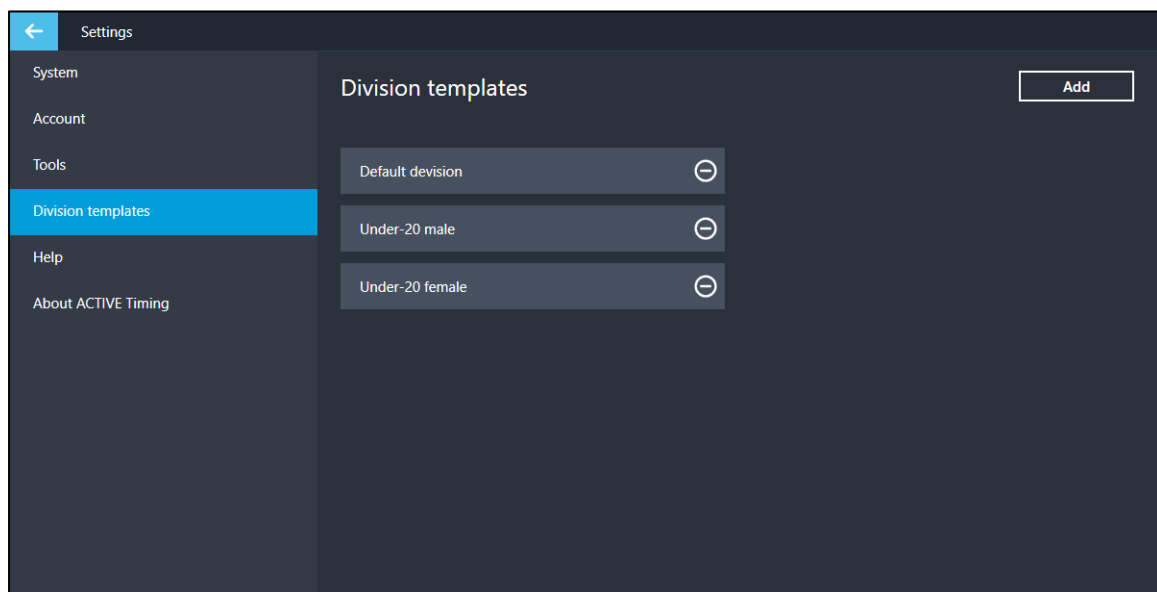 Settings
System
Account
Tools
Division templates
Help
About ACTIVE Timing
Division templates
Add
Default devision
Under-20 male
Under-20 female